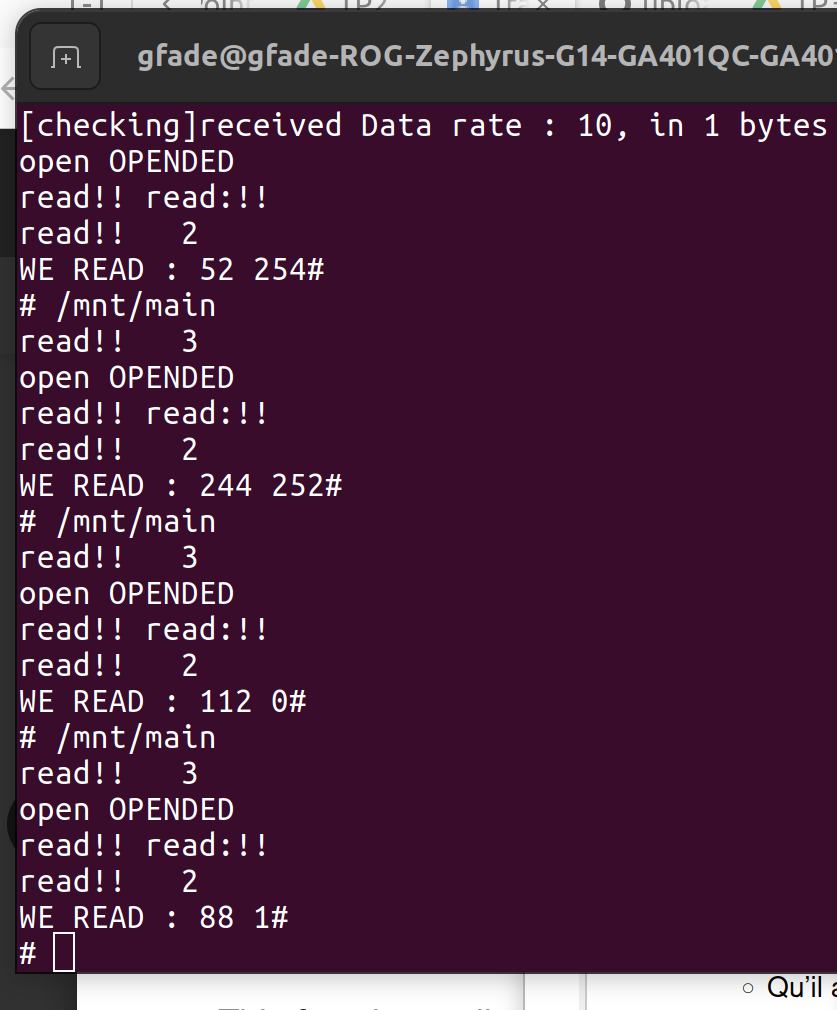 gfade@gfade-ROG-Zephyrus-G14-GA401QC-GA401
[checking]received Data rate : 10, in 1 bytes
open OPENDED
read!! read:!!
read!!   2
WE READ : 52 254#
# /mnt/main
read!!   3
open OPENDED
read!! read:!!
read!!   2
WE READ : 244 252#
# /mnt/main
read!!   3
open OPENDED
read!! read:!!
read!!   2
WE READ : 112 0#
# /mnt/main
read!!   3
open OPENDED
read!! read:!!
read!!   2
WE READ : 88 1#
#
Qu’il